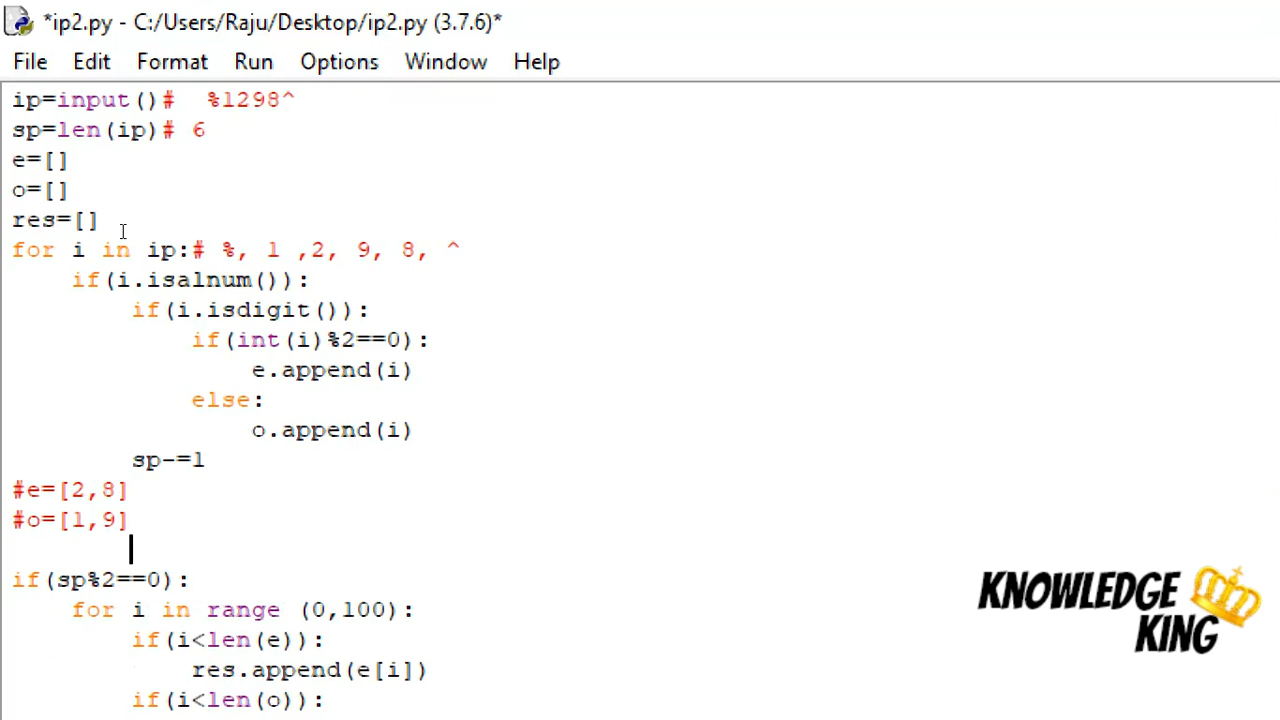 *ip2.py - C:/Users/Raju/Desktop/ip2.py (3.7.6)*
File Edit Format Run Options Window Help
ip=input()#  %1298^
sp=len(ip)# 6
e=[]
o=[]
res=[]
for i in ip:# %, 1 ,2, 9, 8, ^
    if(i.isalnum()):
        if(i.isdigit()):
            if(int(i)%2==0):
                e.append(i)
            else:
                o.append(i)
        sp-=1
#e=[2,8]
#o=[1,9]
if(sp%2==0):
    for i in range (0,100):
        if(i<len(e)):
            res.append(e[i])
        if(i<len(o)):
KNOWLEDGE
KING